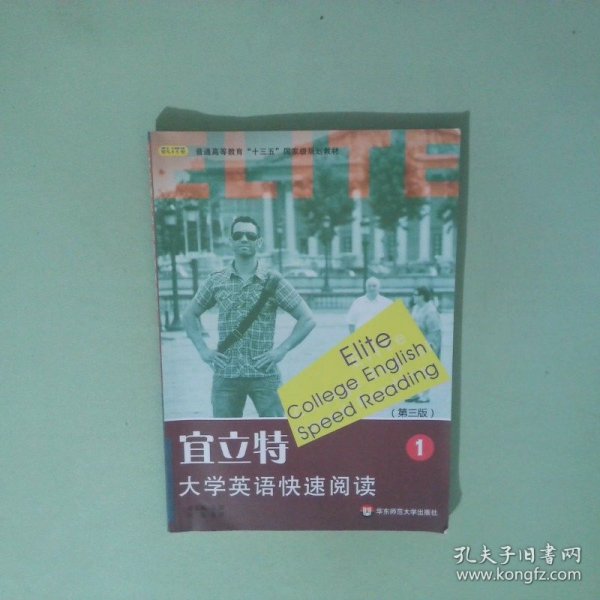 ELITE
ELITE
普通高等教育“十三五”国家级规划教材
Elite
College English
Speed Reading
(第三版)
宜立特
1
大学英语快速阅读
华东师范大学出版社
孔夫子旧书网
www.kongfz.com